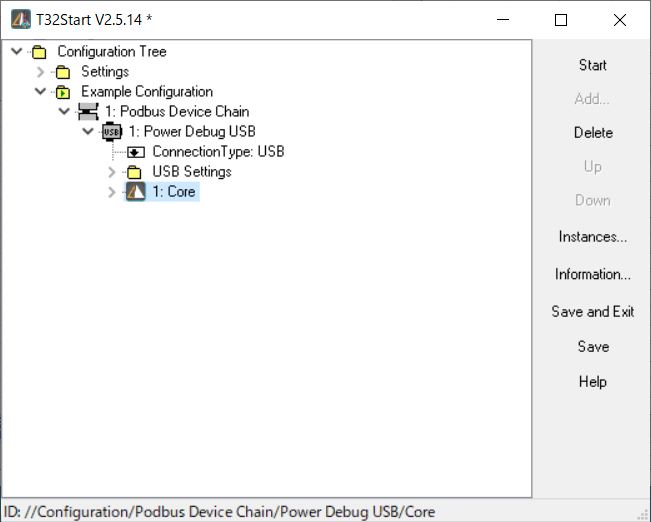 T32Start V2.5.14 *
Configuration Tree
Settings
Example Configuration
1: Podbus Device Chain
1: Power Debug USB
ConnectionType: USB
USB Settings
1: Core
Start
Add...
Delete
Up
Down
Instances...
Information...
Save and Exit
Save
Help
ID: //Configuration/Podbus Device Chain/Power Debug USB/Core